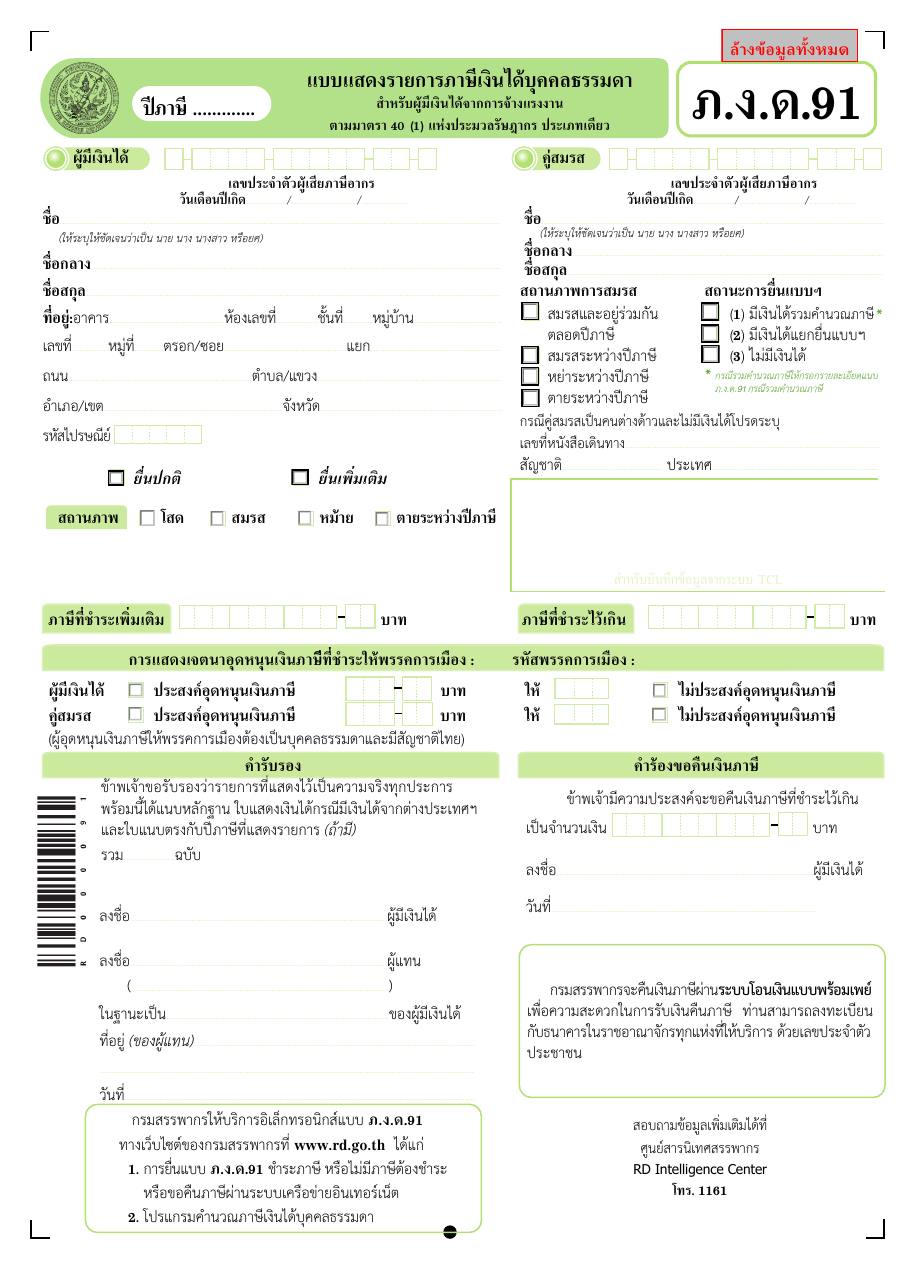 ล้างข้อมูลทั้งหมด
ปีภาษี .............
แบบแสดงรายการภาษีเงินได้บุคคลธรรมดา
สำหรับผู้มีเงินได้จากการจ้างแรงงาน
ตามมาตรา 40 (1) แห่งประมวลรัษฎากร ประเภทเดียว
ภ.ง.ด.91
ผู้มีเงินได้
เลขประจำตัวผู้เสียภาษีอากร
วันเดือนปีเกิด / /
ชื่อ
(ให้ระบุให้ชัดเจนว่าเป็น นาย นาง นางสาว หรือยศ)
ชื่อกลาง
ชื่อสกุล
ที่อยู่:อาคาร ห้องเลขที่ ชั้นที่ หมู่บ้าน
เลขที่ หมู่ที่ ตรอก/ซอย แยก
ถนน ตำบล/แขวง
อำเภอ/เขต จังหวัด
รหัสไปรษณีย์
ยื่นปกติ ยื่นเพิ่มเติม
สถานภาพ โสด สมรส หม้าย ตายระหว่างปีภาษี
คู่สมรส
เลขประจำตัวผู้เสียภาษีอากร
วันเดือนปีเกิด / /
ชื่อ
(ให้ระบุให้ชัดเจนว่าเป็น นาย นาง นางสาว หรือยศ)
ชื่อกลาง
ชื่อสกุล
สถานภาพการสมรส
สมรสและอยู่ร่วมกัน
ตลอดปีภาษี
สมรสระหว่างปีภาษี
หย่าระหว่างปีภาษี
ตายระหว่างปีภาษี
สถานะการยื่นแบบฯ
(1) มีเงินได้รวมคำนวณภาษี*
(2) มีเงินได้แยกยื่นแบบฯ
(3) ไม่มีเงินได้
* กรณีรวมคำนวณภาษีให้กรอกรายละเอียดแนบ
ภ.ง.ด.91 กรณีรวมคำนวณภาษี
กรณีคู่สมรสเป็นคนต่างด้าวและไม่มีเงินได้โปรดระบุ
เลขที่หนังสือเดินทาง
สัญชาติ ประเทศ
สำหรับบันทึกข้อมูลจากระบบ TCL
ภาษีที่ชำระเพิ่มเติม – บาท
ภาษีที่ชำระไว้เกิน – บาท
การแสดงเจตนาอุดหนุนเงินภาษีที่ชำระให้พรรคการเมือง : รหัสพรรคการเมือง :
ผู้มีเงินได้ ประสงค์อุดหนุนเงินภาษี – บาท ให้ ไม่ประสงค์อุดหนุนเงินภาษี
คู่สมรส ประสงค์อุดหนุนเงินภาษี – บาท ให้ ไม่ประสงค์อุดหนุนเงินภาษี
(ผู้อุดหนุนเงินภาษีให้พรรคการเมืองต้องเป็นบุคคลธรรมดาและมีสัญชาติไทย)
คำรับรอง
ข้าพเจ้าขอรับรองว่ารายการที่แสดงไว้เป็นความจริงทุกประการ
พร้อมนี้ได้แนบหลักฐาน ใบแสดงเงินได้กรณีมีเงินได้จากต่างประเทศฯ
และใบแนบตรงกับปีภาษีที่แสดงรายการ (ถ้ามี)
รวม ฉบับ
ลงชื่อ ผู้มีเงินได้
ลงชื่อ ผู้แทน
( )
ในฐานะเป็น ของผู้มีเงินได้
ที่อยู่ (ของผู้แทน)
วันที่
R D 0 0 0 0 9 1
กรมสรรพากรให้บริการอิเล็กทรอนิกส์แบบ ภ.ง.ด.91
ทางเว็บไซต์ของกรมสรรพากรที่ www.rd.go.th ได้แก่
1. การยื่นแบบ ภ.ง.ด.91 ชำระภาษี หรือไม่มีภาษีต้องชำระ
หรือขอคืนภาษีผ่านระบบเครือข่ายอินเทอร์เน็ต
2. โปรแกรมคำนวณภาษีเงินได้บุคคลธรรมดา
คำร้องขอคืนเงินภาษี
ข้าพเจ้ามีความประสงค์จะขอคืนเงินภาษีที่ชำระไว้เกิน
เป็นจำนวนเงิน – บาท
ลงชื่อ ผู้มีเงินได้
วันที่
กรมสรรพากรจะคืนเงินภาษีผ่านระบบโอนเงินแบบพร้อมเพย์
เพื่อความสะดวกในการรับเงินคืนภาษี ท่านสามารถลงทะเบียน
กับธนาคารในราชอาณาจักรทุกแห่งที่ให้บริการ ด้วยเลขประจำตัว
ประชาชน
สอบถามข้อมูลเพิ่มเติมได้ที่
ศูนย์สารนิเทศสรรพากร
RD Intelligence Center
โทร. 1161